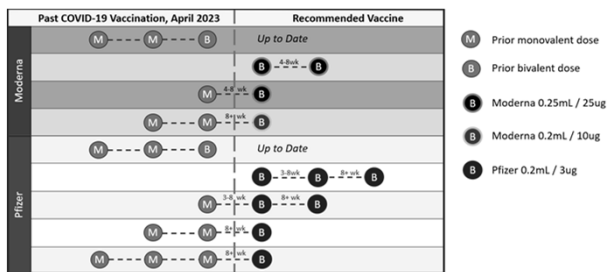 Past COVID-19 Vaccination, April 2023 Recommended Vaccine
Moderna
M M B Up to Date
B 4-8wk B
M 4-8 wk B
M M 8+ wk B
Pfizer
M M B Up to Date
B 3-8wk B 8+ wk B
M 3-8 wk B 8+ wk B
M M 8+ wk B
M M M 8+ wk B
M Prior monovalent dose
B Prior bivalent dose
B Moderna 0.25mL / 25ug
B Moderna 0.2mL / 10ug
B Pfizer 0.2mL / 3ug